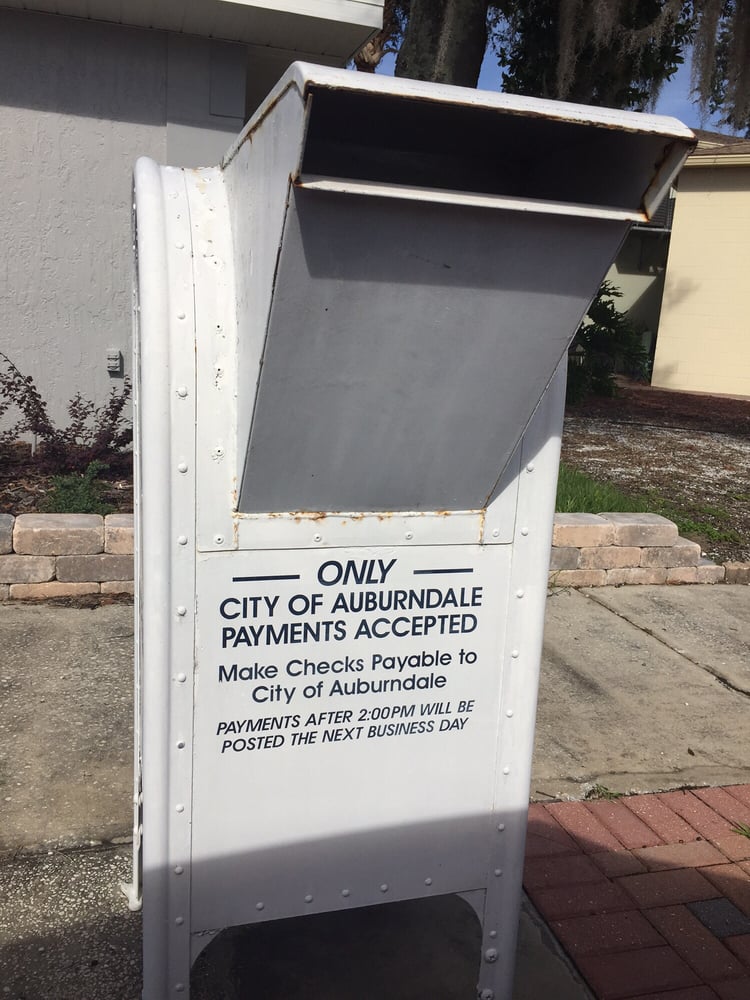 ONLY
CITY OF AUBURNDALE
PAYMENTS ACCEPTED
Make Checks Payable to
City of Auburndale
PAYMENTS AFTER 2:00PM WILL BE
POSTED THE NEXT BUSINESS DAY